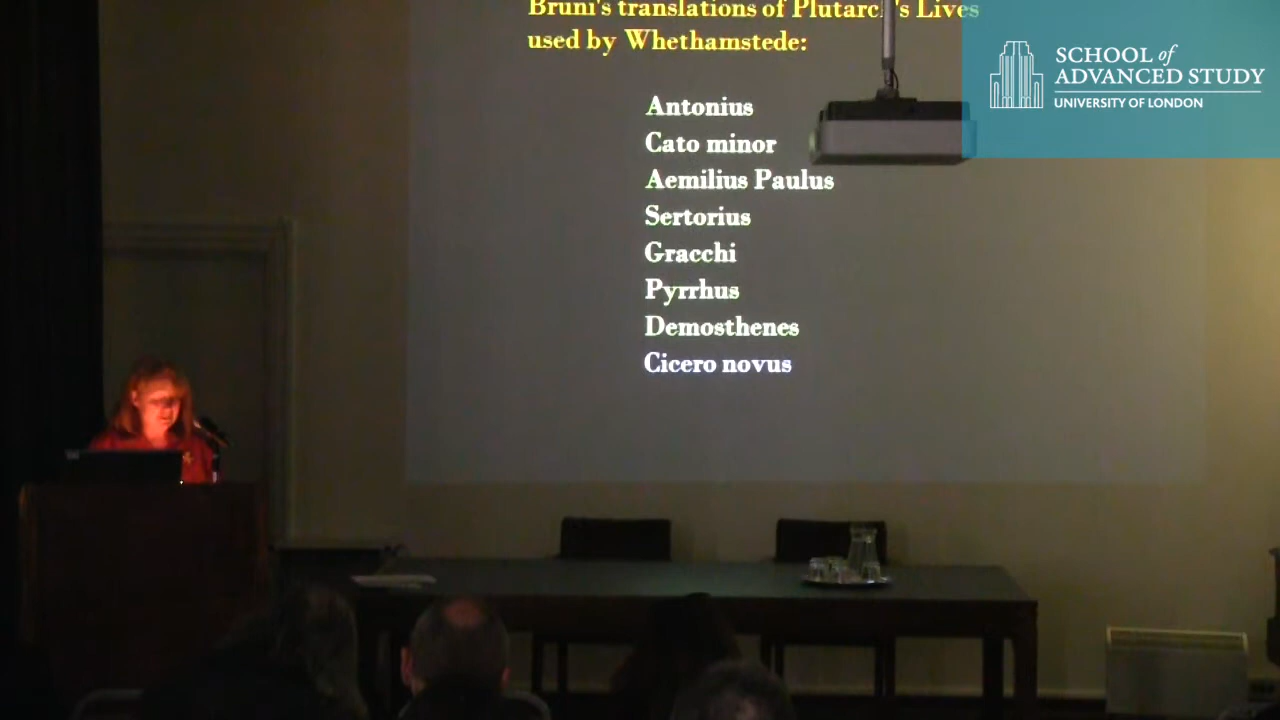 Bruni's translations of Plutarch's Lives
used by Whethamstede:
Antonius
Cato minor
Aemilius Paulus
Sertorius
Gracchi
Pyrrhus
Demosthenes
Cicero novus
SCHOOL of
ADVANCED STUDY
UNIVERSITY OF LONDON